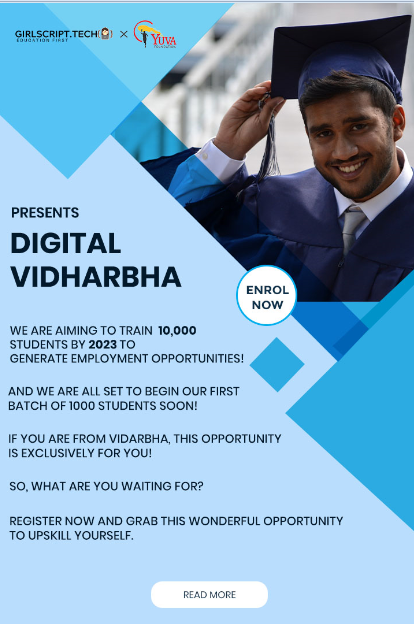 GIRLSCRIPT.TECH
EDUCATION FIRST
×
YUVA
PRESENTS
DIGITAL
VIDHARBHA
ENROL
NOW
WE ARE AIMING TO TRAIN 10,000
STUDENTS BY 2023 TO
GENERATE EMPLOYMENT OPPORTUNITIES!
AND WE ARE ALL SET TO BEGIN OUR FIRST
BATCH OF 1000 STUDENTS SOON!
IF YOU ARE FROM VIDARBHA, THIS OPPORTUNITY
IS EXCLUSIVELY FOR YOU!
SO, WHAT ARE YOU WAITING FOR?
REGISTER NOW AND GRAB THIS WONDERFUL OPPORTUNITY
TO UPSKILL YOURSELF.
READ MORE